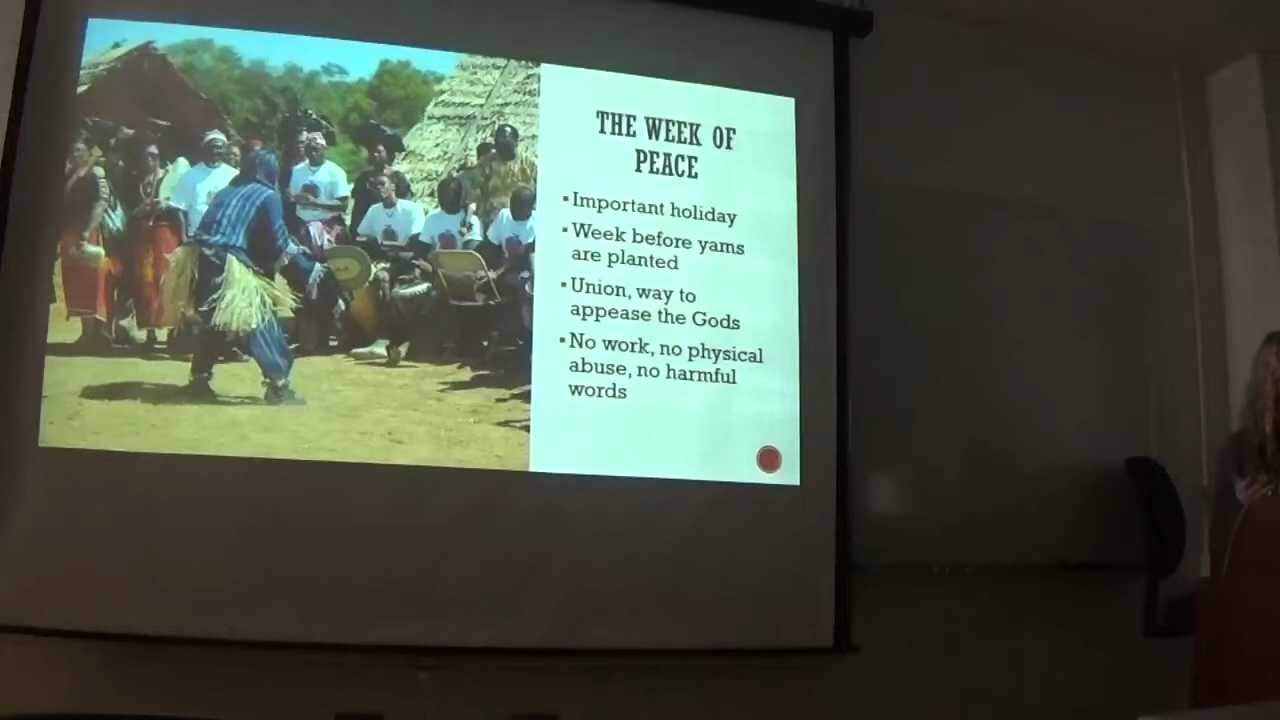 THE WEEK OF
PEACE
▪Important holiday
▪Week before yams
are planted
▪Union, way to
appease the Gods
▪No work, no physical
abuse, no harmful
words